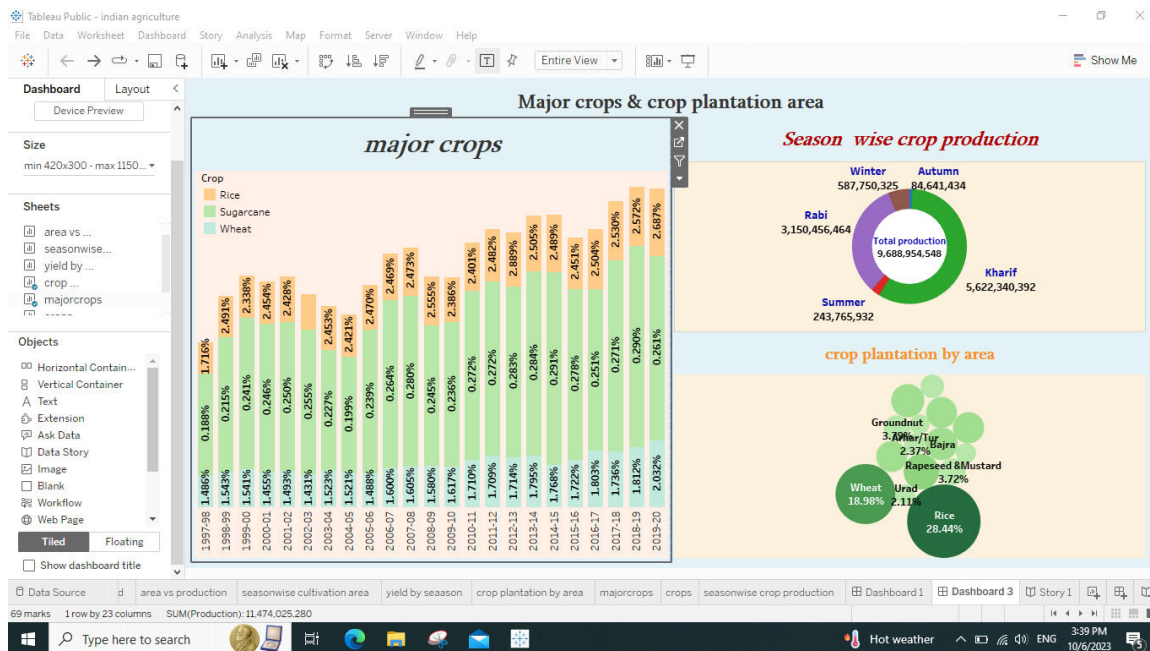 Tableau Public - indian agriculture
File Data Worksheet Dashboard Story Analysis Map Format Server Window Help
Entire View
Show Me
Dashboard Layout
Device Preview
Size
min 420x300 - max 1150...
Sheets
area vs ...
seasonwise...
yield by ...
crop ...
majorcrops
Objects
Horizontal Contain...
Vertical Container
A Text
Extension
Ask Data
Data Story
Image
Blank
Workflow
Web Page
Tiled Floating
Show dashboard title
Major crops & crop plantation area
major crops
Crop
Rice
Sugarcane
Wheat
1.716% 2.491% 2.338% 2.454% 2.428% 2.453% 2.421% 2.470% 2.469% 2.473% 2.555% 2.386% 2.401% 2.482% 2.889% 2.505% 2.489% 2.451% 2.504% 2.530% 2.572% 2.687%
0.188% 0.215% 0.241% 0.246% 0.250% 0.255% 0.227% 0.199% 0.239% 0.264% 0.280% 0.245% 0.236% 0.272% 0.272% 0.283% 0.284% 0.291% 0.278% 0.251% 0.271% 0.290% 0.261%
1.486% 1.543% 1.541% 1.455% 1.493% 1.431% 1.523% 1.521% 1.488% 1.600% 1.605% 1.580% 1.617% 1.710% 1.709% 1.714% 1.795% 1.768% 1.722% 1.803% 1.736% 1.812% 2.032%
1997-98 1998-99 1999-00 2000-01 2001-02 2002-03 2003-04 2004-05 2005-06 2006-07 2007-08 2008-09 2009-10 2010-11 2011-12 2012-13 2013-14 2014-15 2015-16 2016-17 2017-18 2018-19 2019-20
Season wise crop production
Winter
587,750,325
Autumn
84,641,434
Rabi
3,150,456,464
Total production
9,688,954,548
Kharif
5,622,340,392
Summer
243,765,932
crop plantation by area
Groundnut
3.79%
Arhar/Tur
2.37%
Bajra
Rapeseed &Mustard
3.72%
Wheat
18.98%
Urad
2.11%
Rice
28.44%
Data Source d area vs production seasonwise cultivation area yield by seaason crop plantation by area majorcrops crops seasonwise crop production Dashboard 1 Dashboard 3 Story 1
69 marks 1 row by 23 columns SUM(Production): 11,474,025,280
Type here to search
Hot weather
ENG
3:39 PM
10/6/2023
5